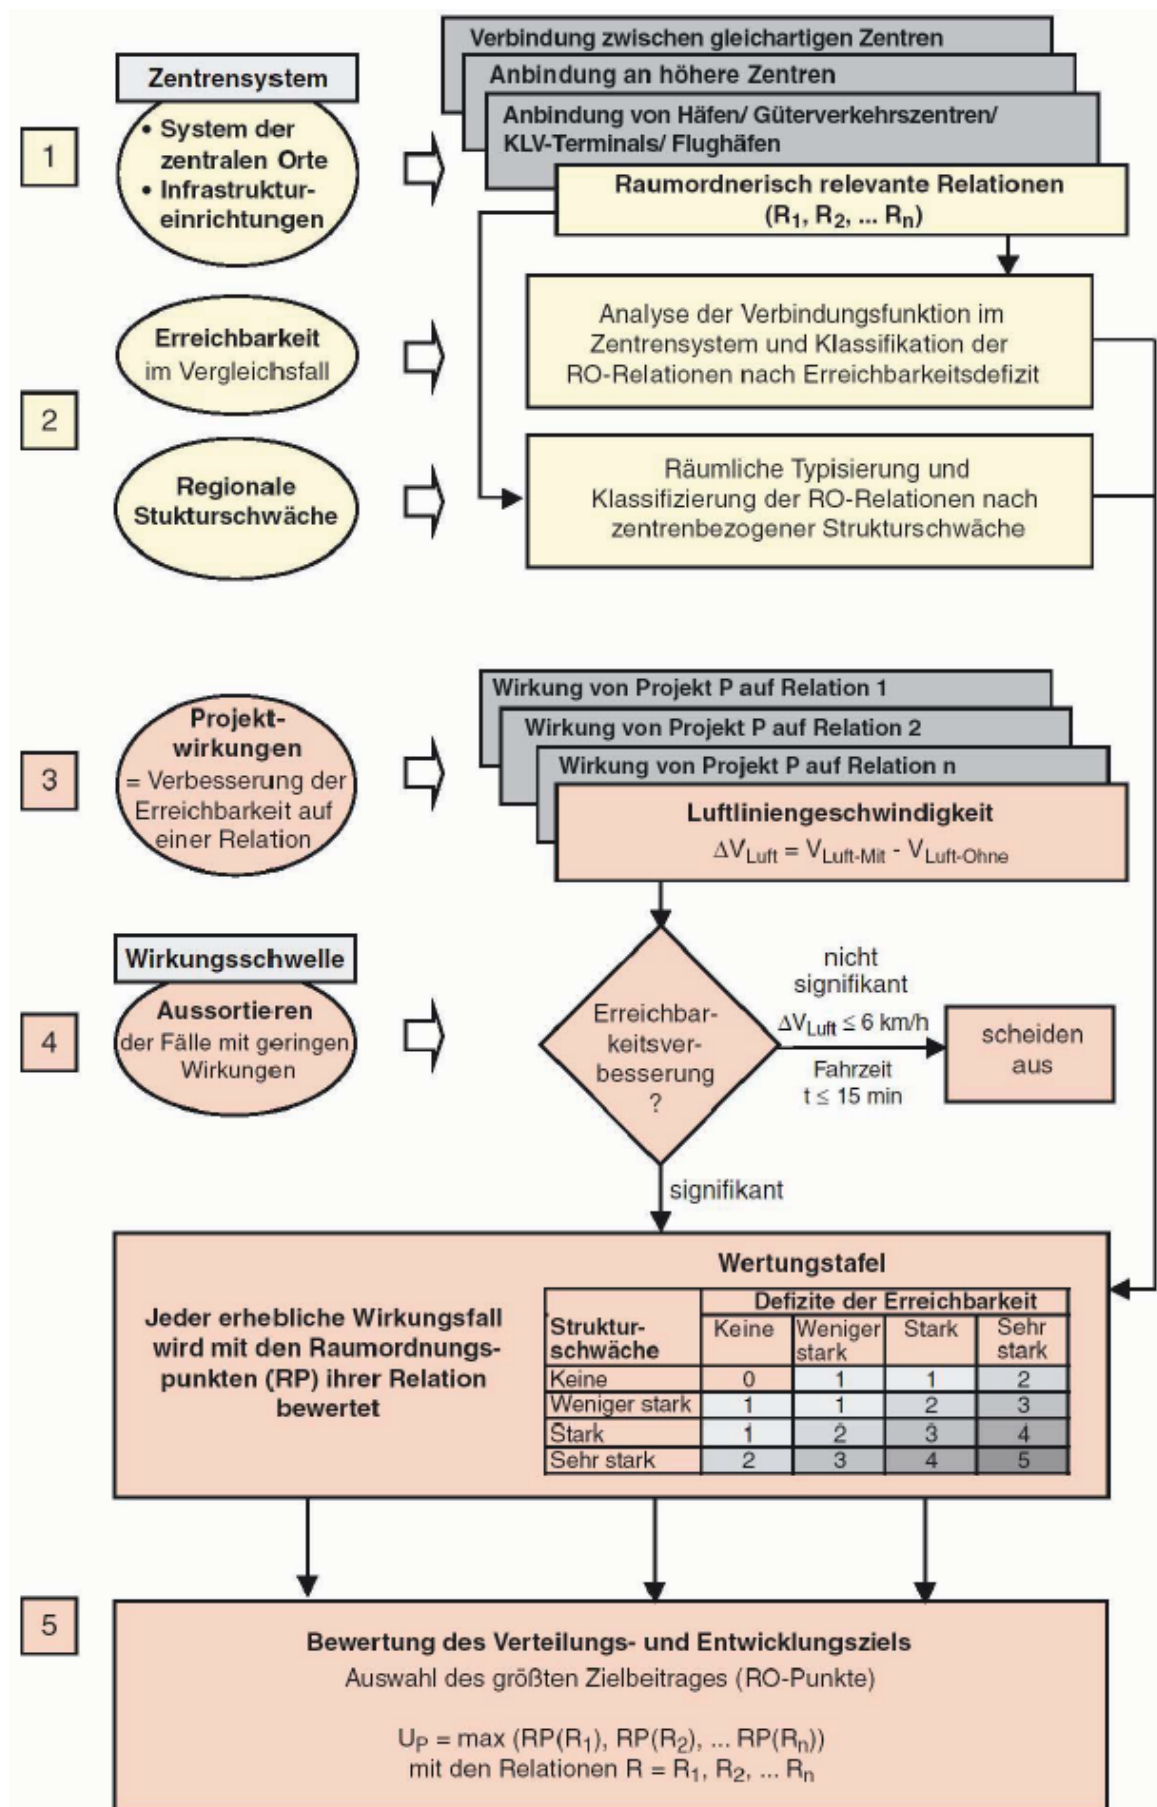 Zentrensystem
1
• System der
zentralen Orte
• Infrastruktur-
einrichtungen
Verbindung zwischen gleichartigen Zentren
Anbindung an höhere Zentren
Anbindung von Häfen/ Güterverkehrszentren/
KLV-Terminals/ Flughäfen
Raumordnerisch relevante Relationen
(R1, R2, ... Rn)
2
Erreichbarkeit
im Vergleichsfall
Analyse der Verbindungsfunktion im
Zentrensystem und Klassifikation der
RO-Relationen nach Erreichbarkeitsdefizit
Regionale
Stukturschwäche
Räumliche Typisierung und
Klassifizierung der RO-Relationen nach
zentrenbezogener Strukturschwäche
3
Projekt-
wirkungen
= Verbesserung der
Erreichbarkeit auf
einer Relation
Wirkung von Projekt P auf Relation 1
Wirkung von Projekt P auf Relation 2
Wirkung von Projekt P auf Relation n
Luftliniengeschwindigkeit
ΔVLuft = VLuft-Mit - VLuft-Ohne
Wirkungsschwelle
4
Aussortieren
der Fälle mit geringen
Wirkungen
Erreichbar-
keitsver-
besserung
?
nicht
signifikant
ΔVLuft ≤ 6 km/h
Fahrzeit
t ≤ 15 min
scheiden
aus
signifikant
Jeder erhebliche Wirkungsfall
wird mit den Raumordnungs-
punkten (RP) ihrer Relation
bewertet
Wertungstafel
Defizite der Erreichbarkeit
Struktur-
schwäche
Keine
Weniger
stark
Stark
Sehr
stark
Keine 0 1 1 2
Weniger stark 1 1 2 3
Stark 1 2 3 4
Sehr stark 2 3 4 5
5
Bewertung des Verteilungs- und Entwicklungsziels
Auswahl des größten Zielbeitrages (RO-Punkte)
UP = max (RP(R1), RP(R2), ... RP(Rn))
mit den Relationen R = R1, R2, ... Rn